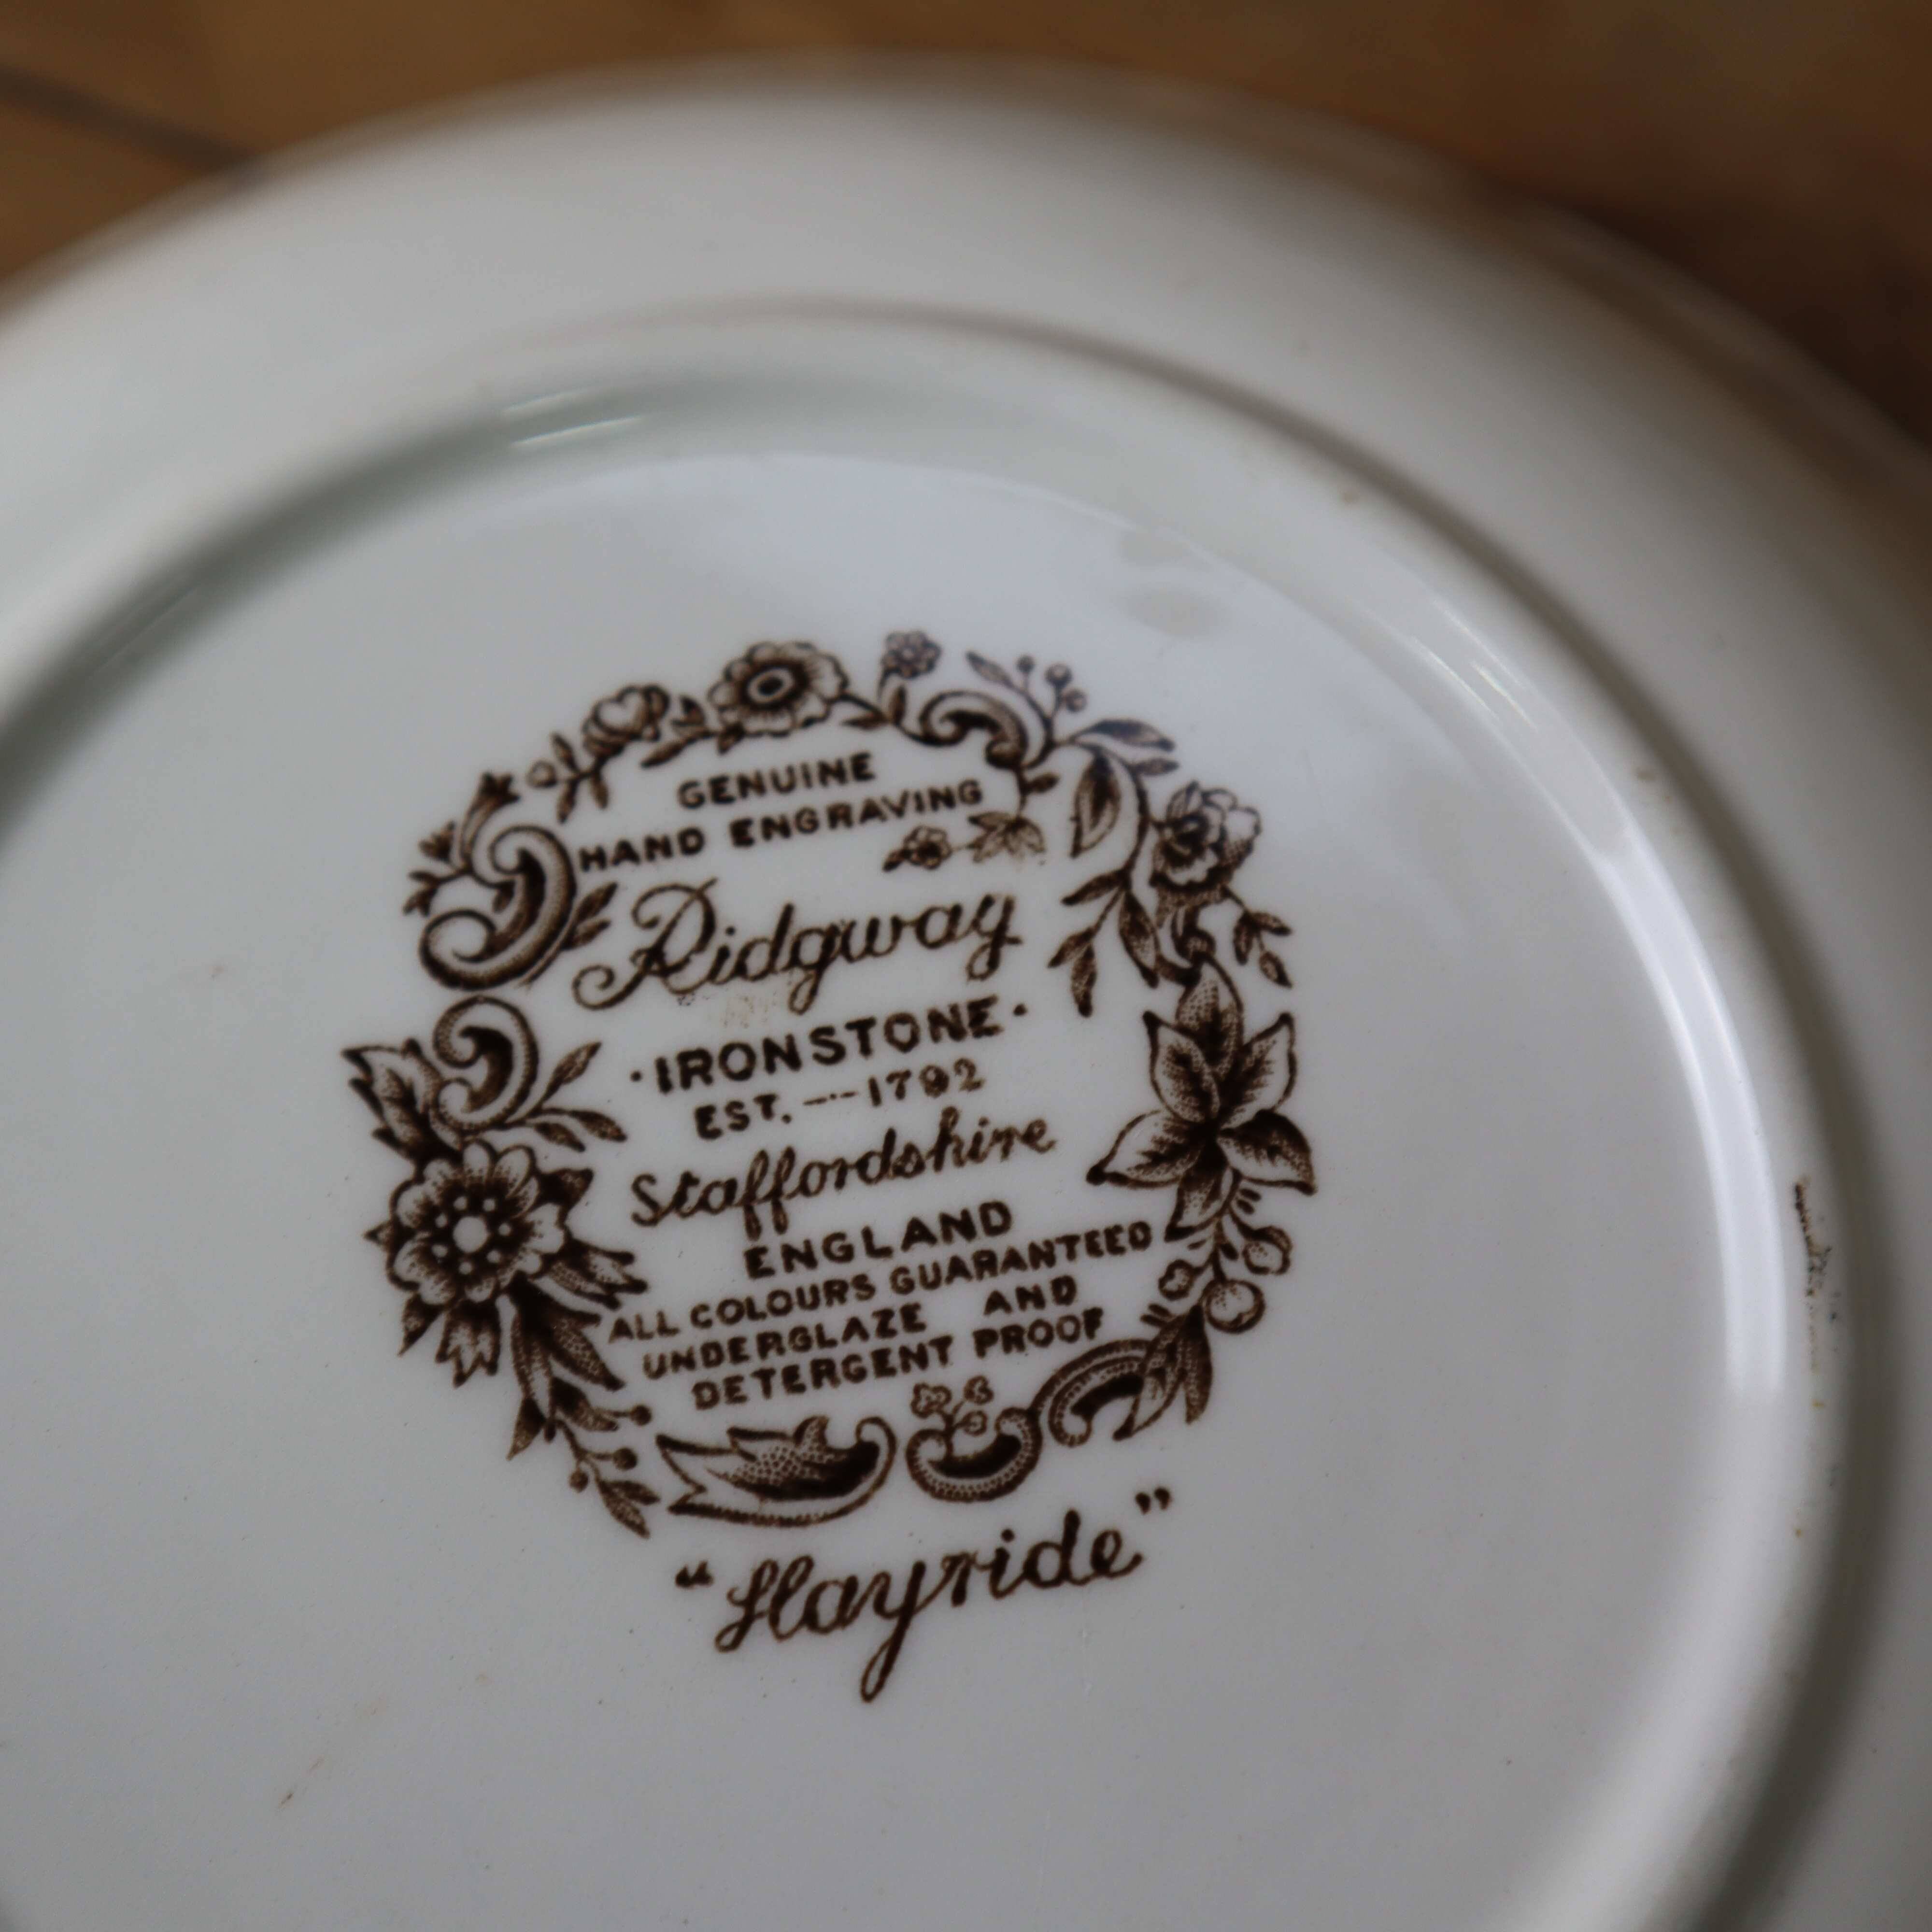 GENUINE
HAND ENGRAVING
Ridgway
·IRONSTONE·
EST. --- 1792
Staffordshire
ENGLAND
ALL COLOURS GUARANTEED
UNDERGLAZE AND
DETERGENT PROOF
"Hayride"